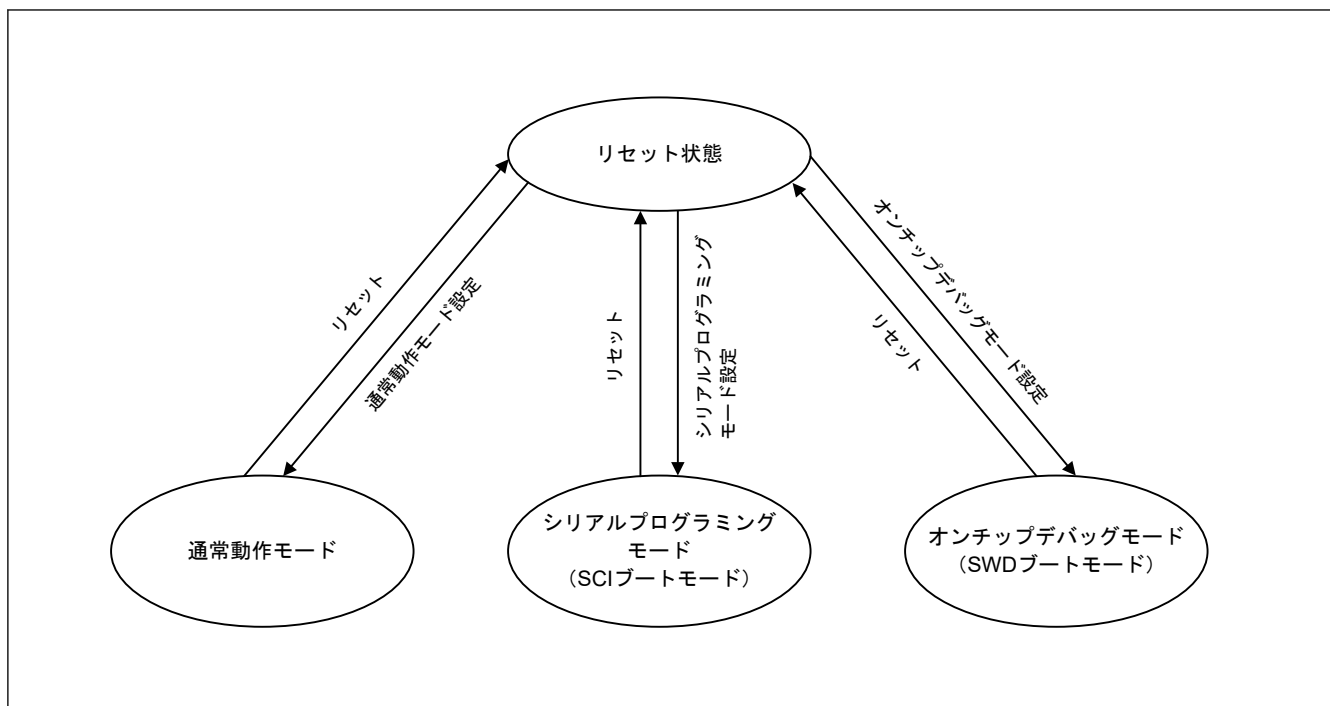 リセット状態
リセット
通常動作モード設定
リセット
シリアルプログラミング
モード設定
オンチップデバッグモード設定
リセット
通常動作モード
シリアルプログラミング
モード
（SCIブートモード）
オンチップデバッグモード
（SWDブートモード）